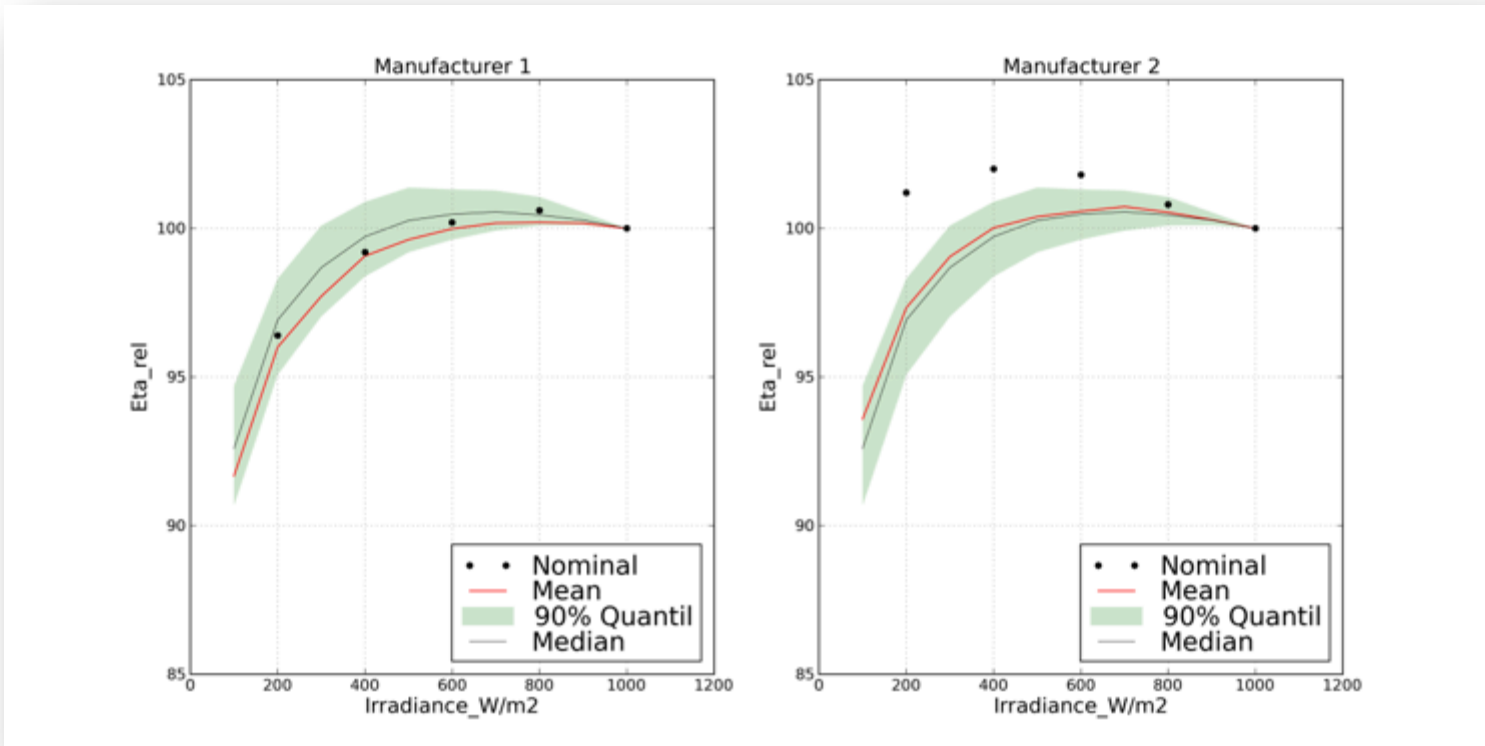 Manufacturer 1
105
100
95
90
85
0 200 400 600 800 1000 1200
Eta_rel
Irradiance_W/m2
Nominal
Mean
90% Quantil
Median
Manufacturer 2
105
100
95
90
85
0 200 400 600 800 1000 1200
Eta_rel
Irradiance_W/m2
Nominal
Mean
90% Quantil
Median